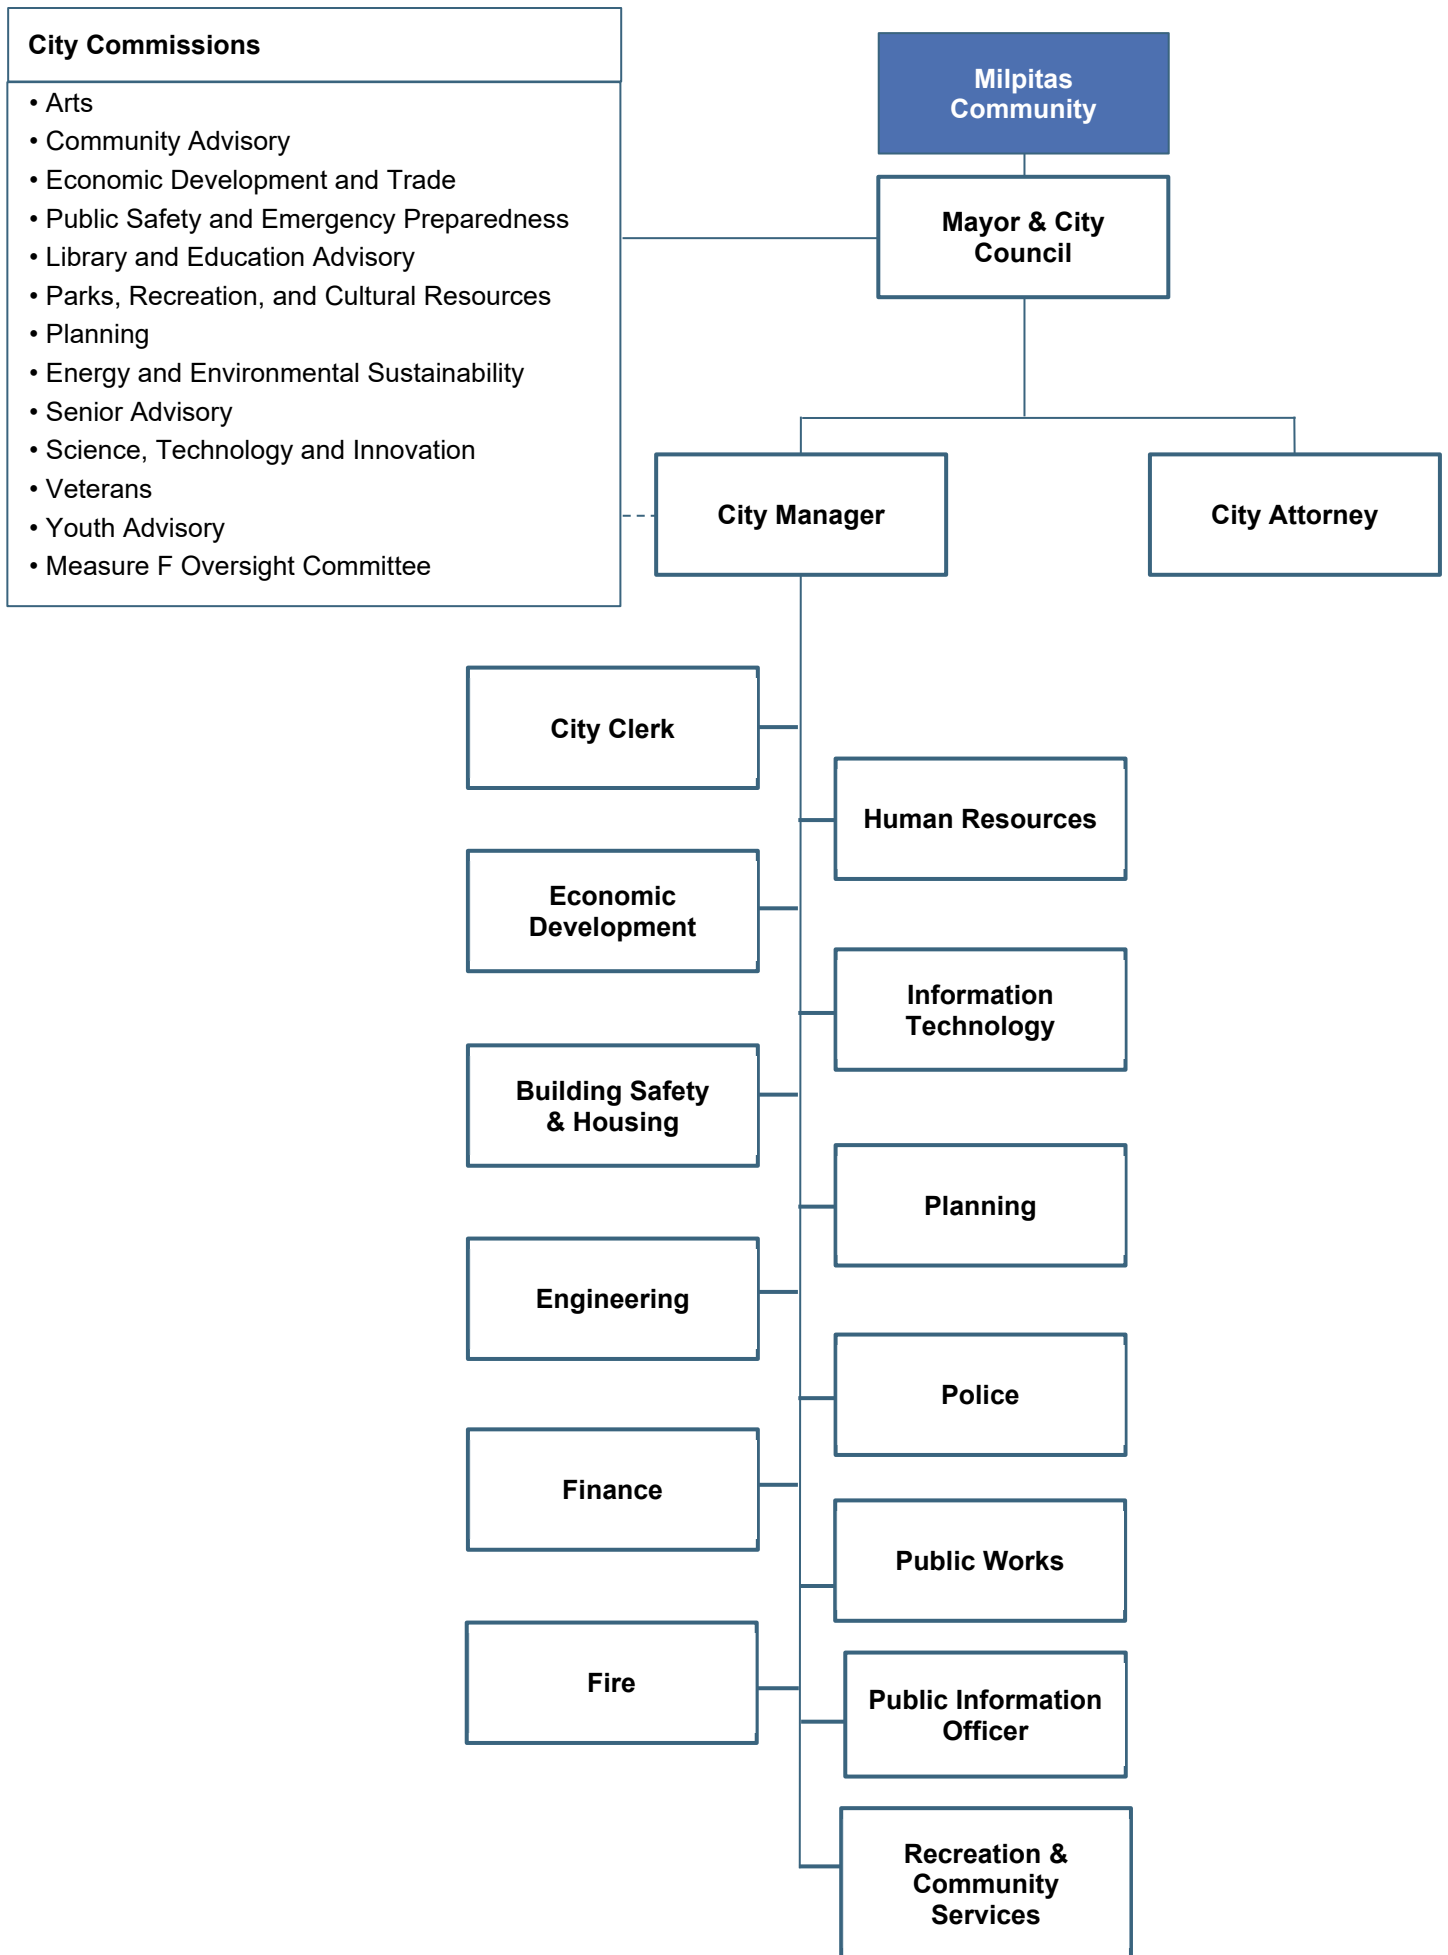 City Commissions
• Arts
• Community Advisory
• Economic Development and Trade
• Public Safety and Emergency Preparedness
• Library and Education Advisory
• Parks, Recreation, and Cultural Resources
• Planning
• Energy and Environmental Sustainability
• Senior Advisory
• Science, Technology and Innovation
• Veterans
• Youth Advisory
• Measure F Oversight Committee
Milpitas
Community
Mayor & City
Council
City Manager
City Attorney
City Clerk
Human Resources
Economic
Development
Information
Technology
Building Safety
& Housing
Planning
Engineering
Police
Finance
Public Works
Fire
Public Information
Officer
Recreation &
Community
Services